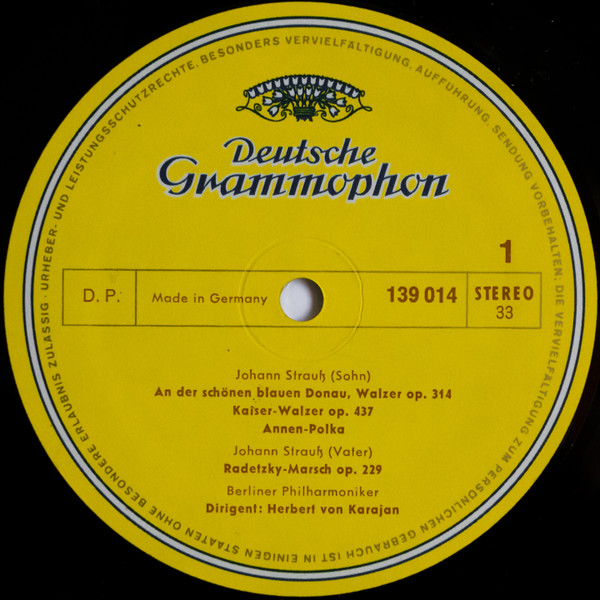 URHEBER- UND LEISTUNGSSCHUTZRECHTE, BESONDERS VERVIELFÄLTIGUNG, AUFFÜHRUNG, SENDUNG VORBEHALTEN; DIE VERVIELFÄLTIGUNG ZUM PERSÖNLICHEN GEBRAUCH IST IN EINIGEN STAATEN OHNE BESONDERE ERLAUBNIS ZULÄSSIG ·
Deutsche
Grammophon
1
D. P. Made in Germany 139 014 STEREO
33
Johann Strauß (Sohn)
An der schönen blauen Donau, Walzer op. 314
Kaiser-Walzer op. 437
Annen-Polka
Johann Strauß (Vater)
Radetzky-Marsch op. 229
Berliner Philharmoniker
Dirigent: Herbert von Karajan